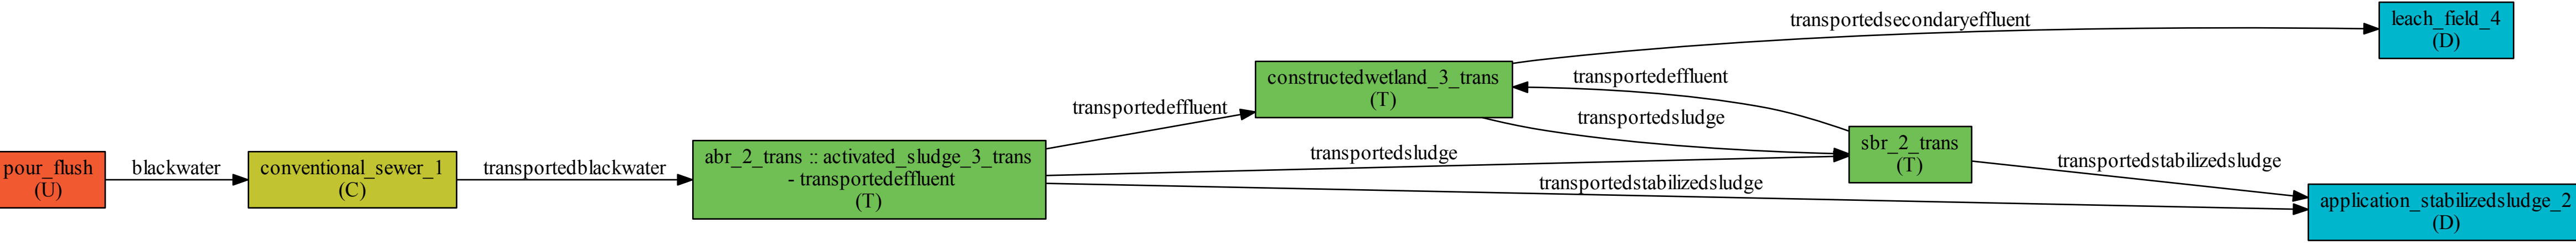 pour_flush
(U)
blackwater
conventional_sewer_1
(C)
transportedblackwater
abr_2_trans :: activated_sludge_3_trans
- transportedeffluent
(T)
transportedeffluent
transportedsludge
transportedstabilizedsludge
constructedwetland_3_trans
(T)
transportedsecondaryeffluent
transportedeffluent
transportedsludge
sbr_2_trans
(T)
transportedstabilizedsludge
leach_field_4
(D)
application_stabilizedsludge_2
(D)